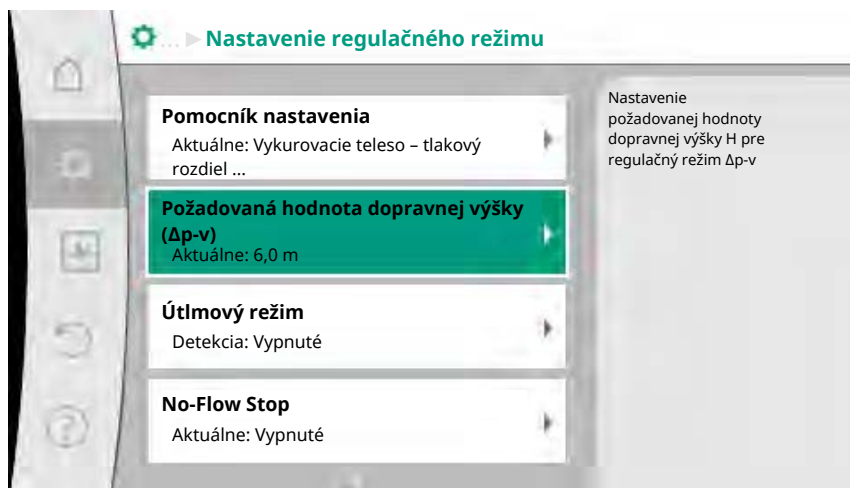 ... Nastavenie regulačného režimu
Pomocník nastavenia
Aktuálne: Vykurovacie teleso – tlakový
rozdiel ...
Požadovaná hodnota dopravnej výšky
(Δp-v)
Aktuálne: 6,0 m
Útlmový režim
Detekcia: Vypnuté
No-Flow Stop
Aktuálne: Vypnuté
Nastavenie
požadovanej hodnoty
dopravnej výšky H pre
regulačný režim Δp-v